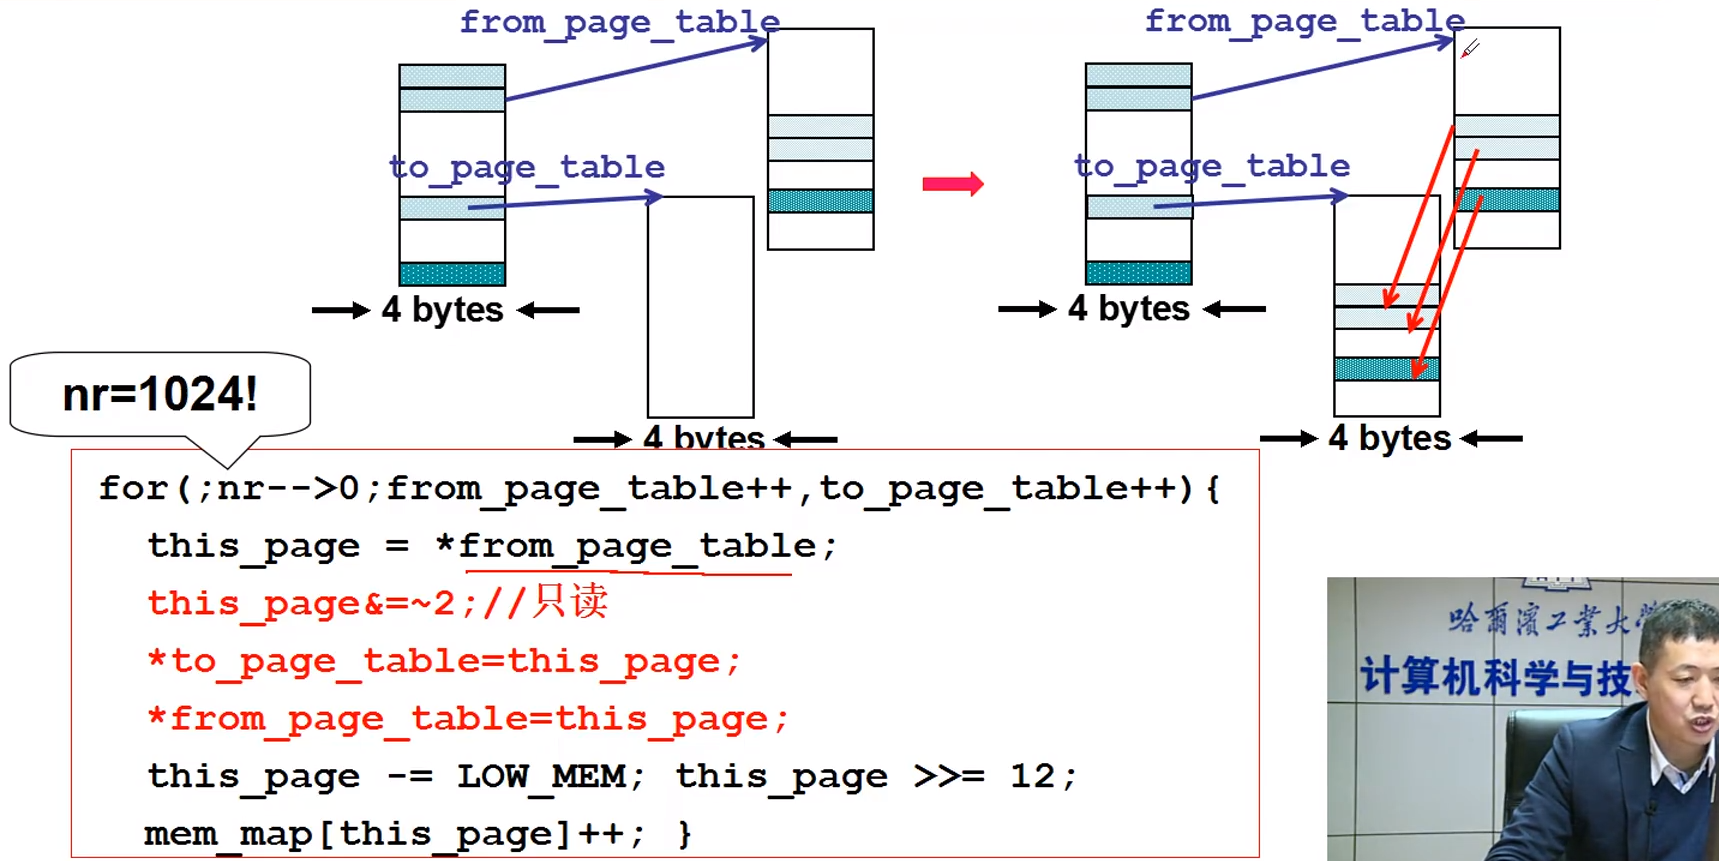 from_page_table
to_page_table
4 bytes
4 bytes
from_page_table
to_page_table
4 bytes
4 bytes
nr=1024!
for(;nr-->0;from_page_table++,to_page_table++){
this_page = *from_page_table;
this_page&=~2;//只读
*to_page_table=this_page;
*from_page_table=this_page;
this_page -= LOW_MEM; this_page >>= 12;
mem_map[this_page]++; }
哈爾濱工業大
计算机科学与技